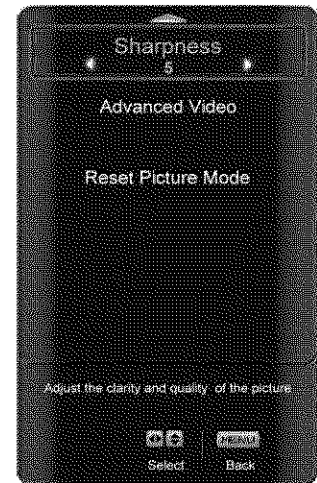 Sharpness
5
Advanced Video
Reset Picture Mode
Adjust the clarity and quality of the picture
MENU
Select Back